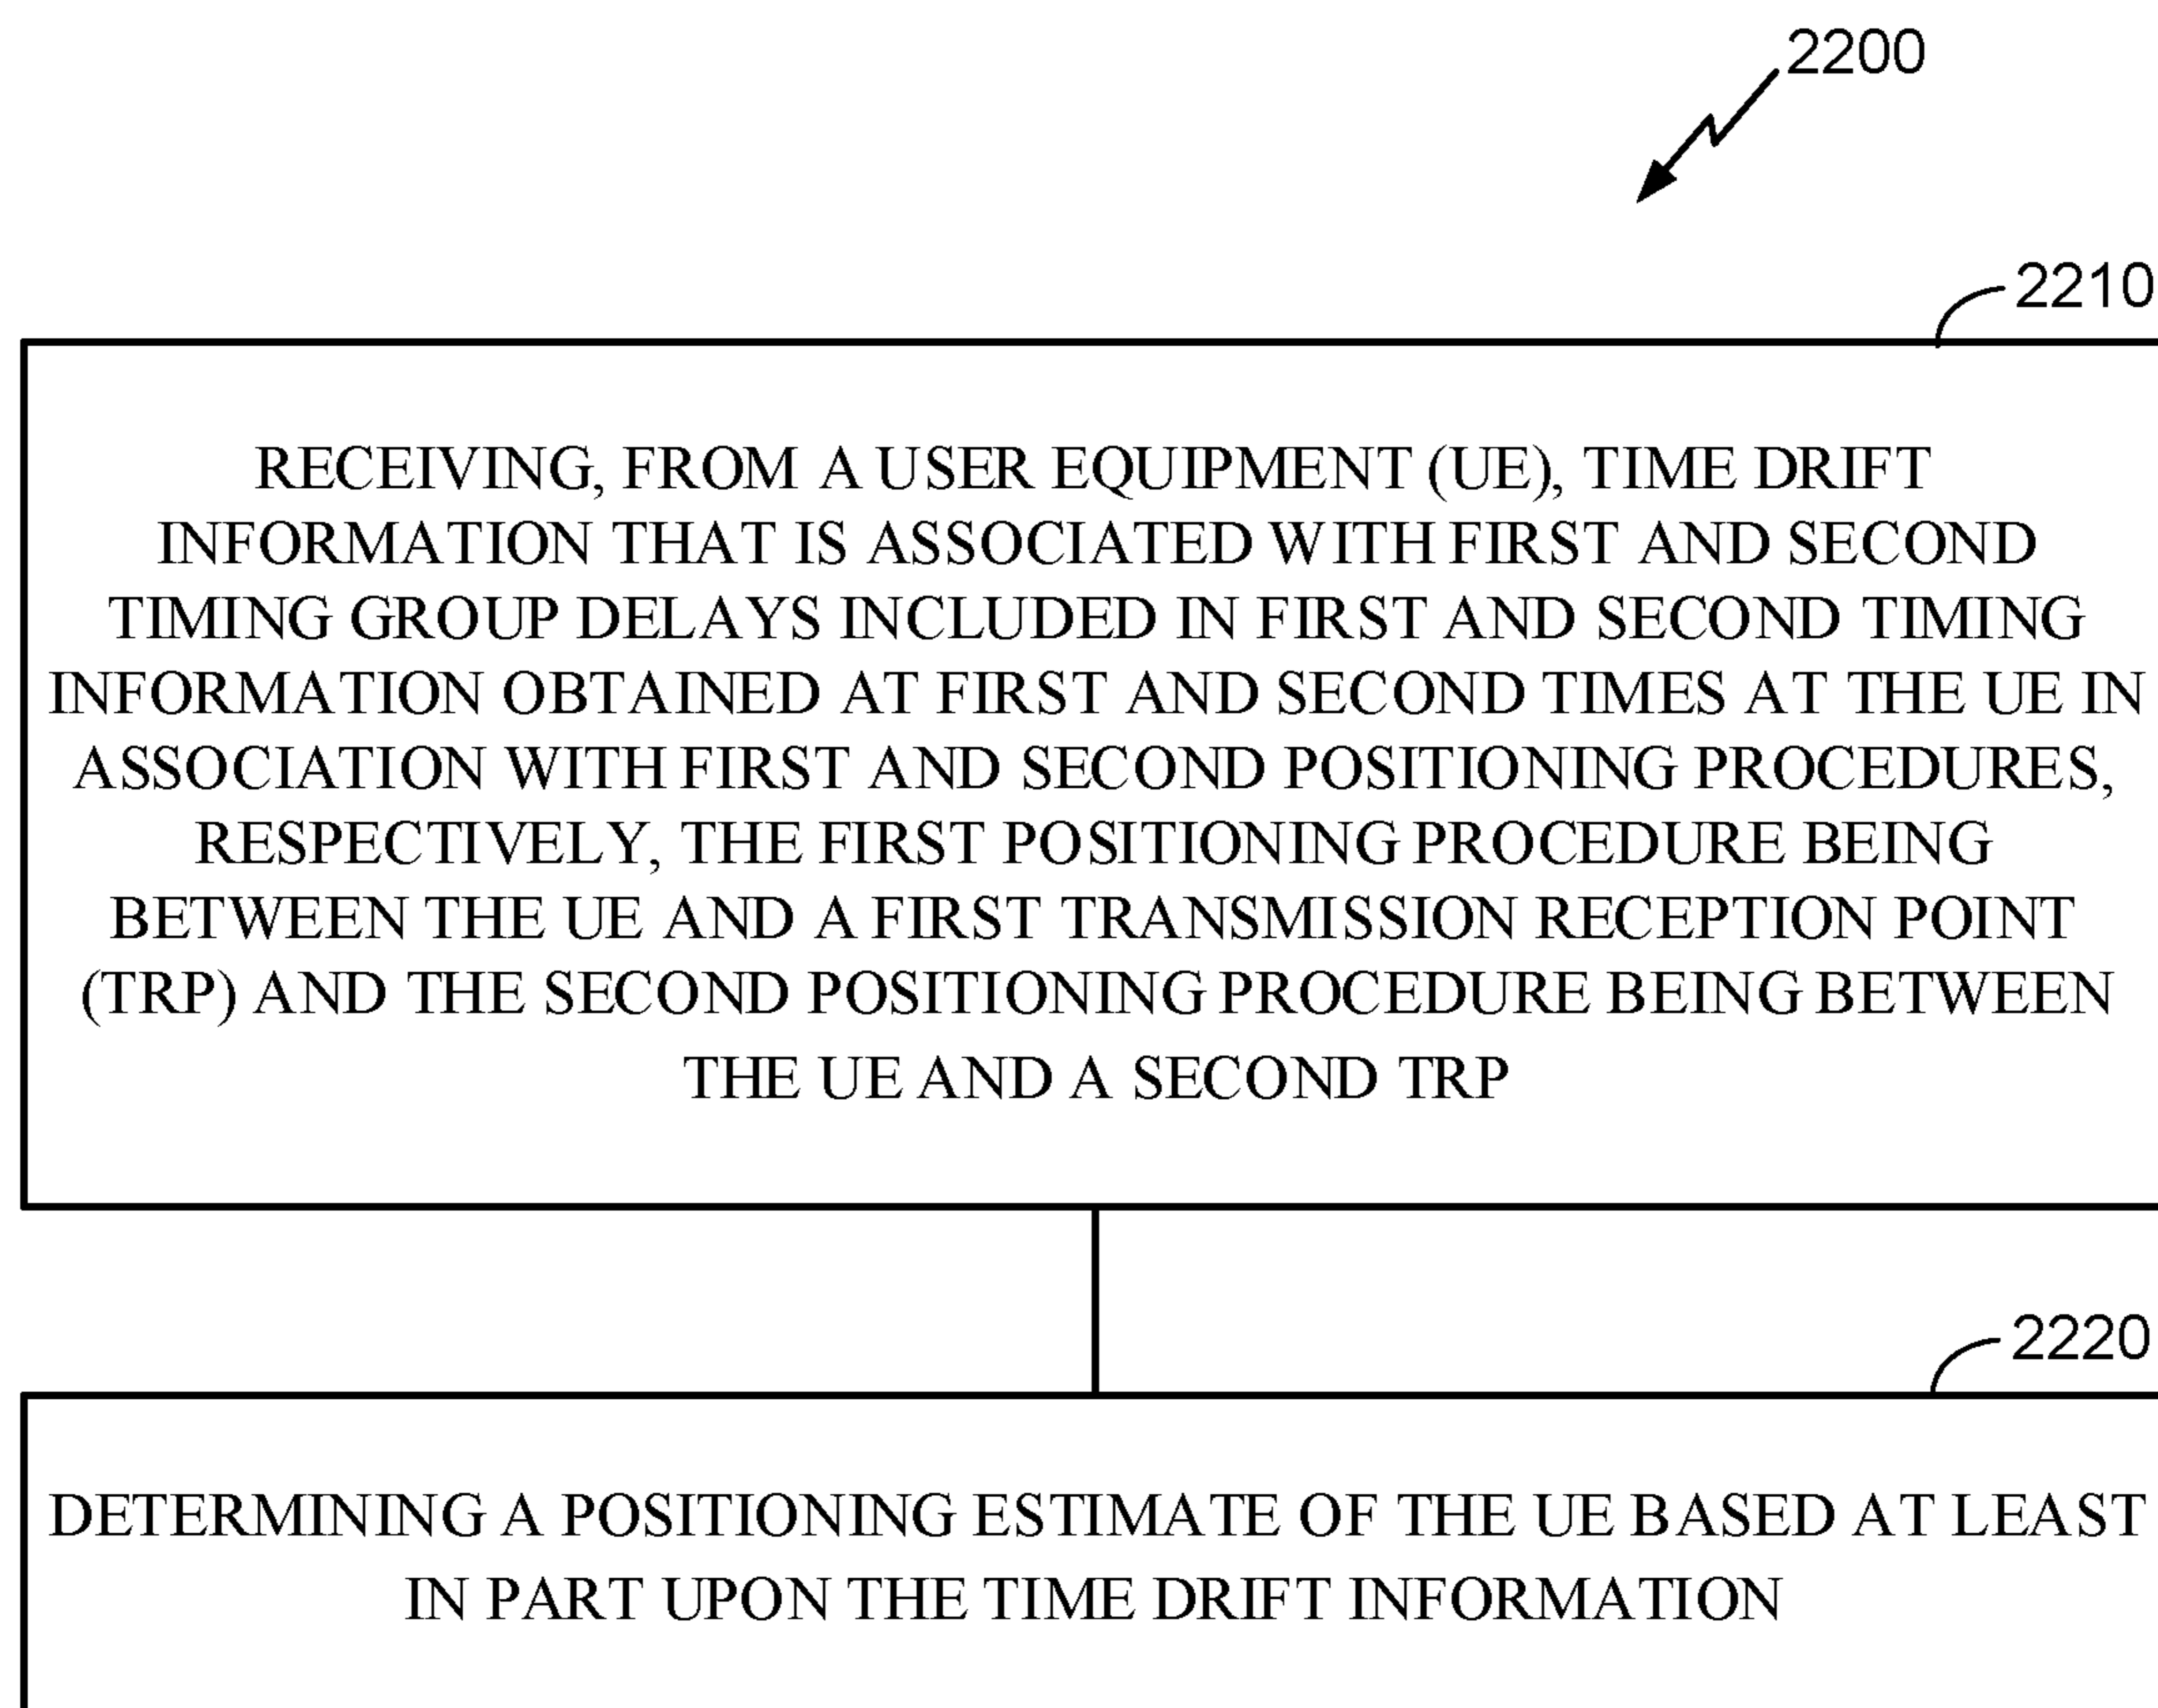 2200
2210
RECEIVING, FROM A USER EQUIPMENT (UE), TIME DRIFT
INFORMATION THAT IS ASSOCIATED WITH FIRST AND SECOND
TIMING GROUP DELAYS INCLUDED IN FIRST AND SECOND TIMING
INFORMATION OBTAINED AT FIRST AND SECOND TIMES AT THE UE IN
ASSOCIATION WITH FIRST AND SECOND POSITIONING PROCEDURES,
RESPECTIVELY, THE FIRST POSITIONING PROCEDURE BEING
BETWEEN THE UE AND A FIRST TRANSMISSION RECEPTION POINT
(TRP) AND THE SECOND POSITIONING PROCEDURE BEING BETWEEN
THE UE AND A SECOND TRP
2220
DETERMINING A POSITIONING ESTIMATE OF THE UE BASED AT LEAST
IN PART UPON THE TIME DRIFT INFORMATION